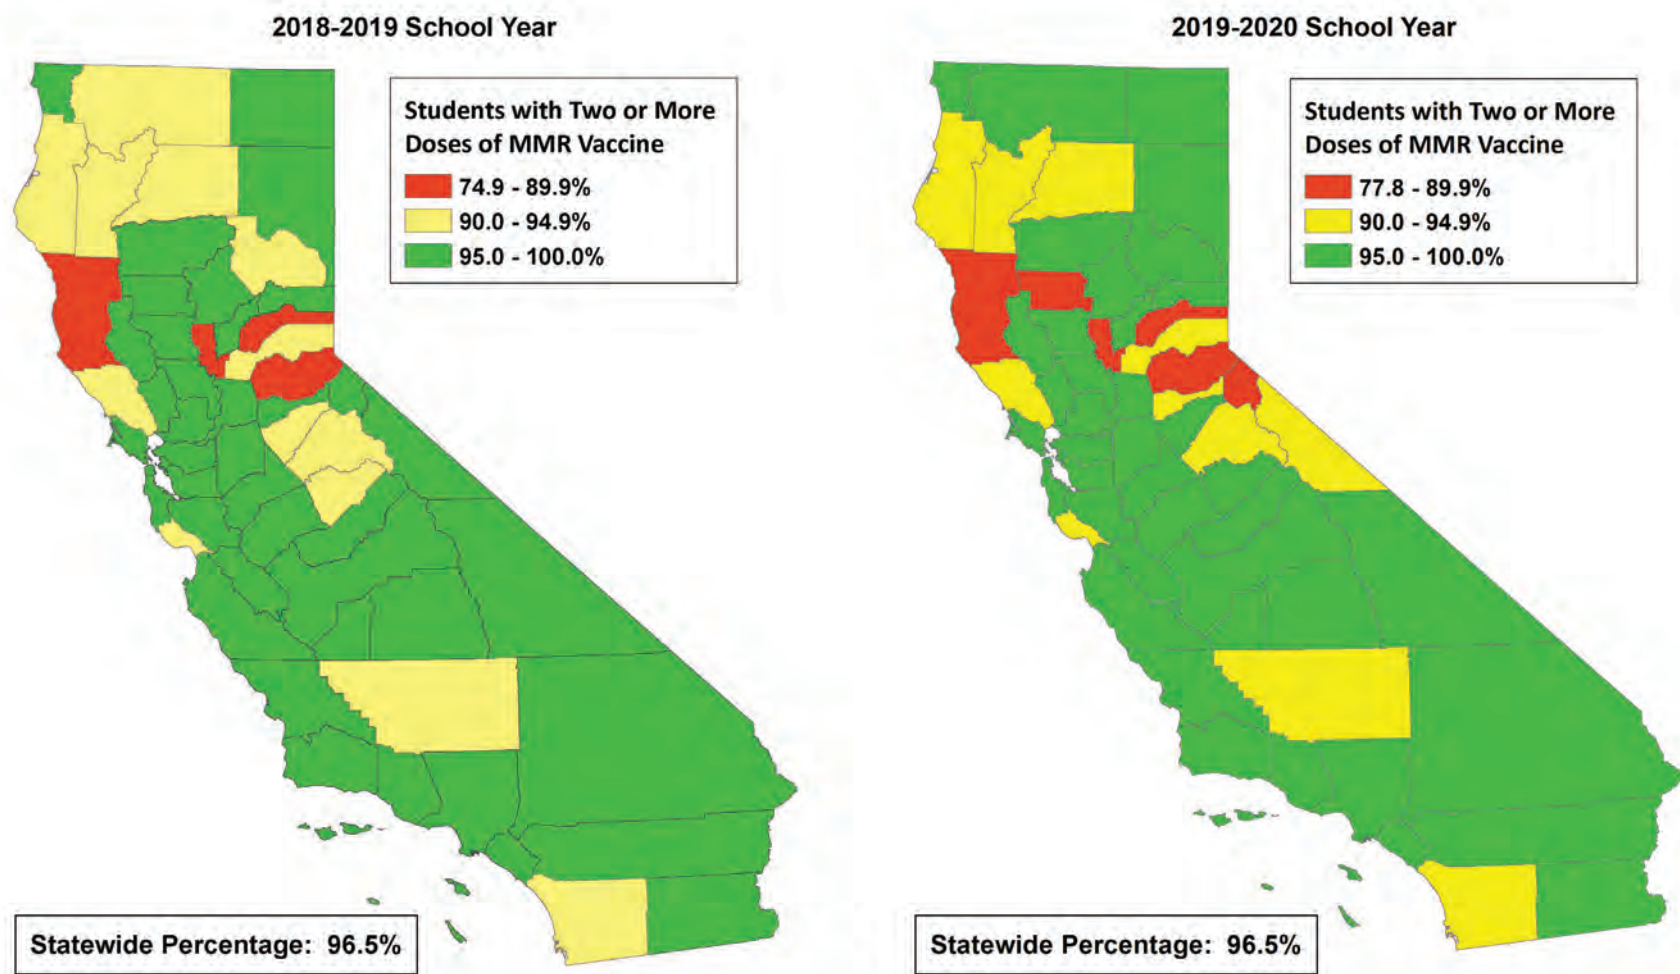 2018-2019 School Year
Students with Two or More
Doses of MMR Vaccine
74.9 - 89.9%
90.0 - 94.9%
95.0 - 100.0%
Statewide Percentage: 96.5%
2019-2020 School Year
Students with Two or More
Doses of MMR Vaccine
77.8 - 89.9%
90.0 - 94.9%
95.0 - 100.0%
Statewide Percentage: 96.5%